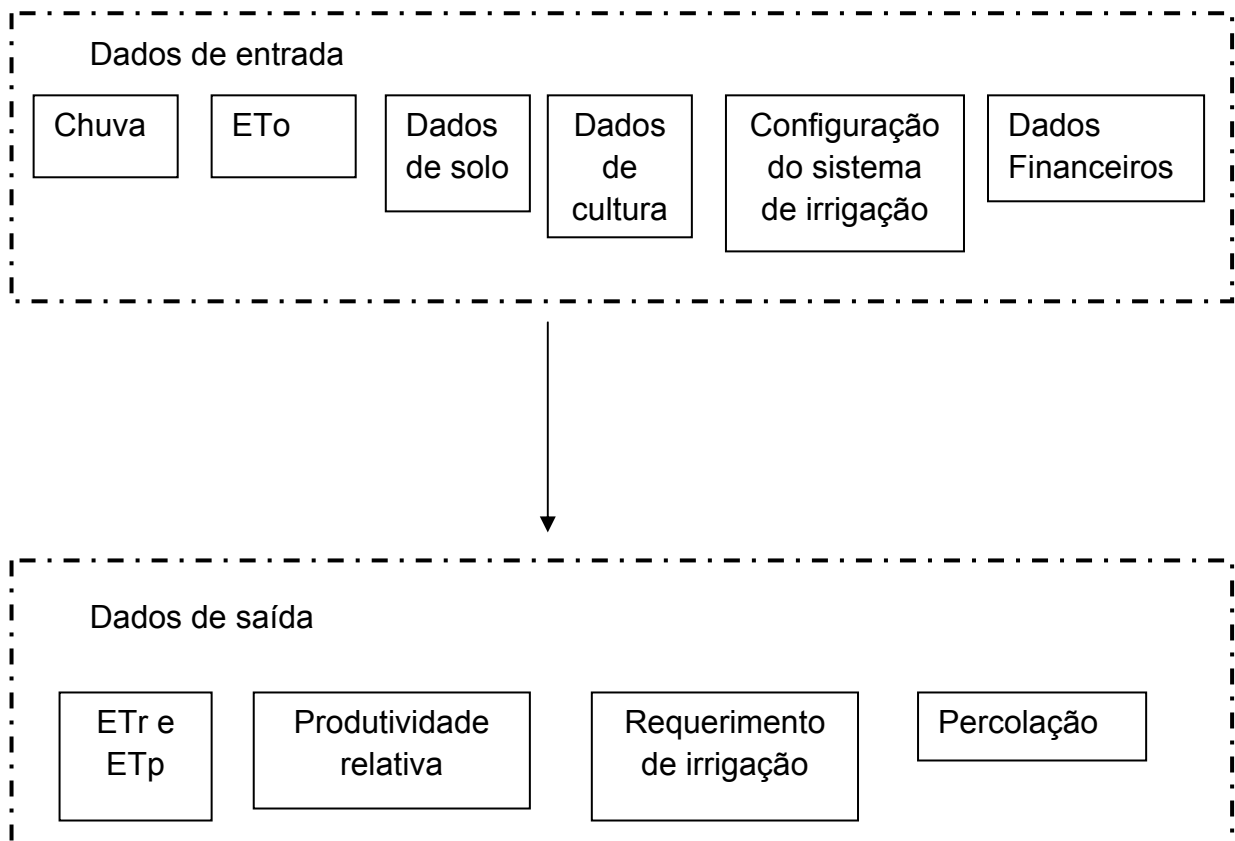 Dados de entrada
Chuva
ETo
Dados
de solo
Dados
de
cultura
Configuração
do sistema
de irrigação
Dados
Financeiros
Dados de saída
ETr e
ETp
Produtividade
relativa
Requerimento
de irrigação
Percolação